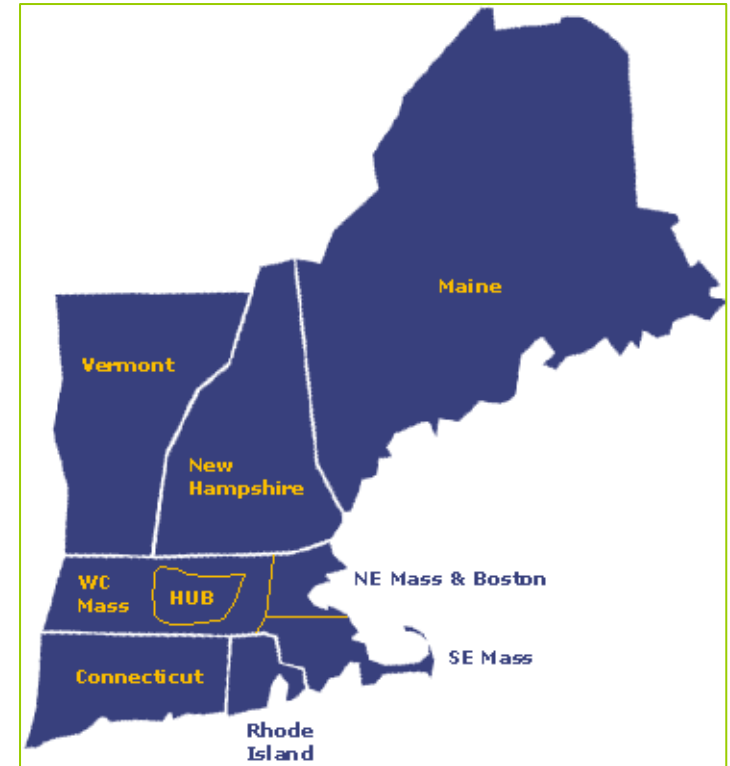 Maine
Vermont
New
Hampshire
NE Mass & Boston
WC
Mass
HUB
SE Mass
Connecticut
Rhode
Island